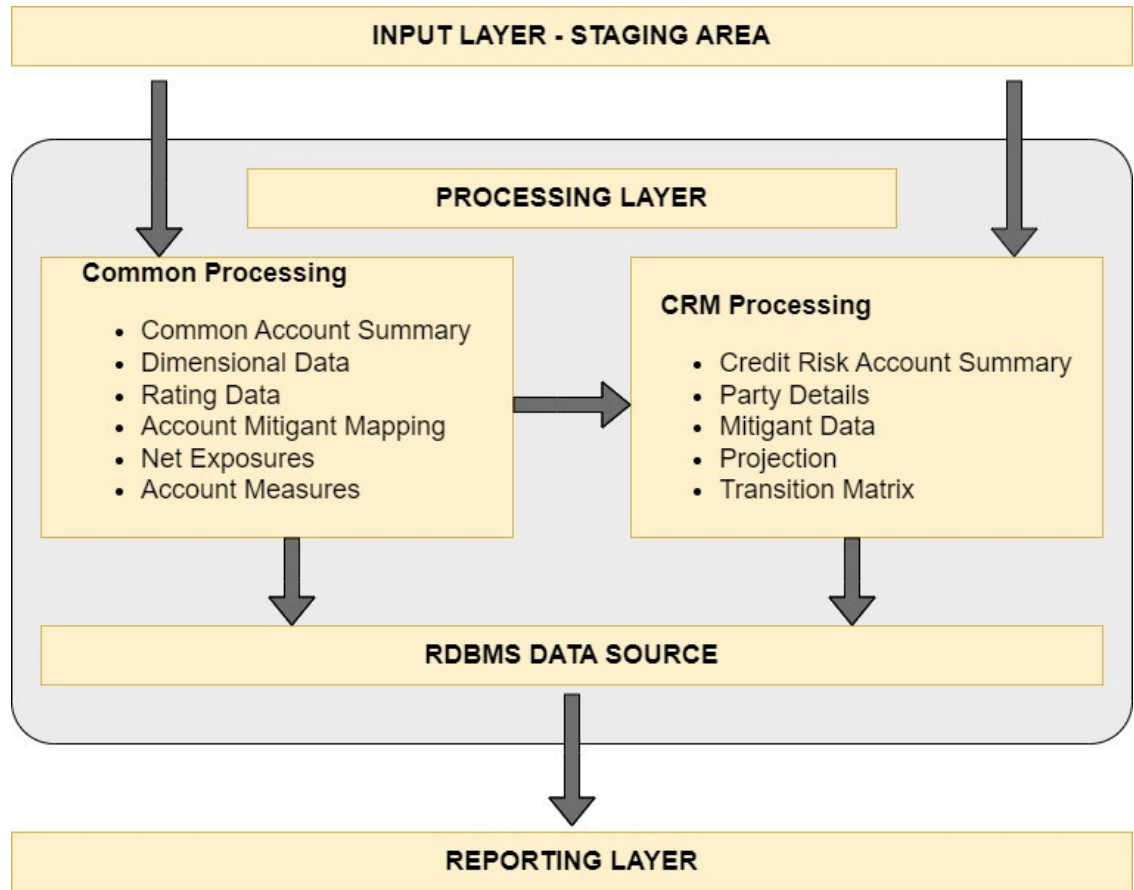 INPUT LAYER - STAGING AREA
PROCESSING LAYER
Common Processing
• Common Account Summary
• Dimensional Data
• Rating Data
• Account Mitigant Mapping
• Net Exposures
• Account Measures
CRM Processing
• Credit Risk Account Summary
• Party Details
• Mitigant Data
• Projection
• Transition Matrix
RDBMS DATA SOURCE
REPORTING LAYER